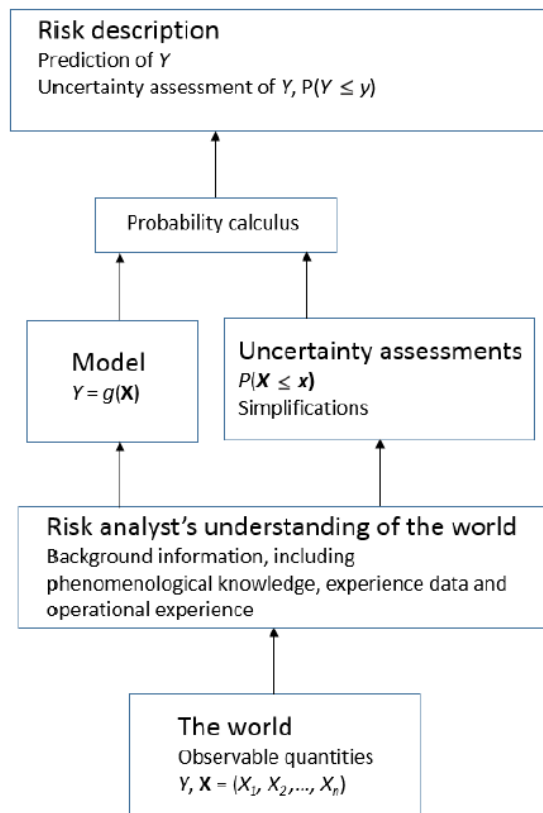 Risk description
Prediction of Y
Uncertainty assessment of Y, P(Y ≤ y)
Probability calculus
Model
Y = g(X)
Uncertainty assessments
P(X ≤ x)
Simplifications
Risk analyst's understanding of the world
Background information, including
phenomenological knowledge, experience data and
operational experience
The world
Observable quantities
Y, X = (X₁, X₂,..., Xₙ)